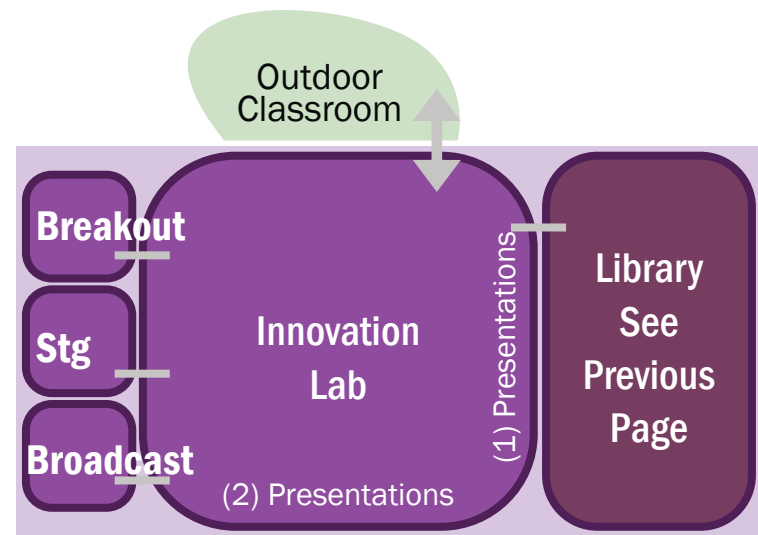 Outdoor
Classroom
Breakout
Stg
Broadcast
Innovation
Lab
(1) Presentations
(2) Presentations
Library
See
Previous
Page